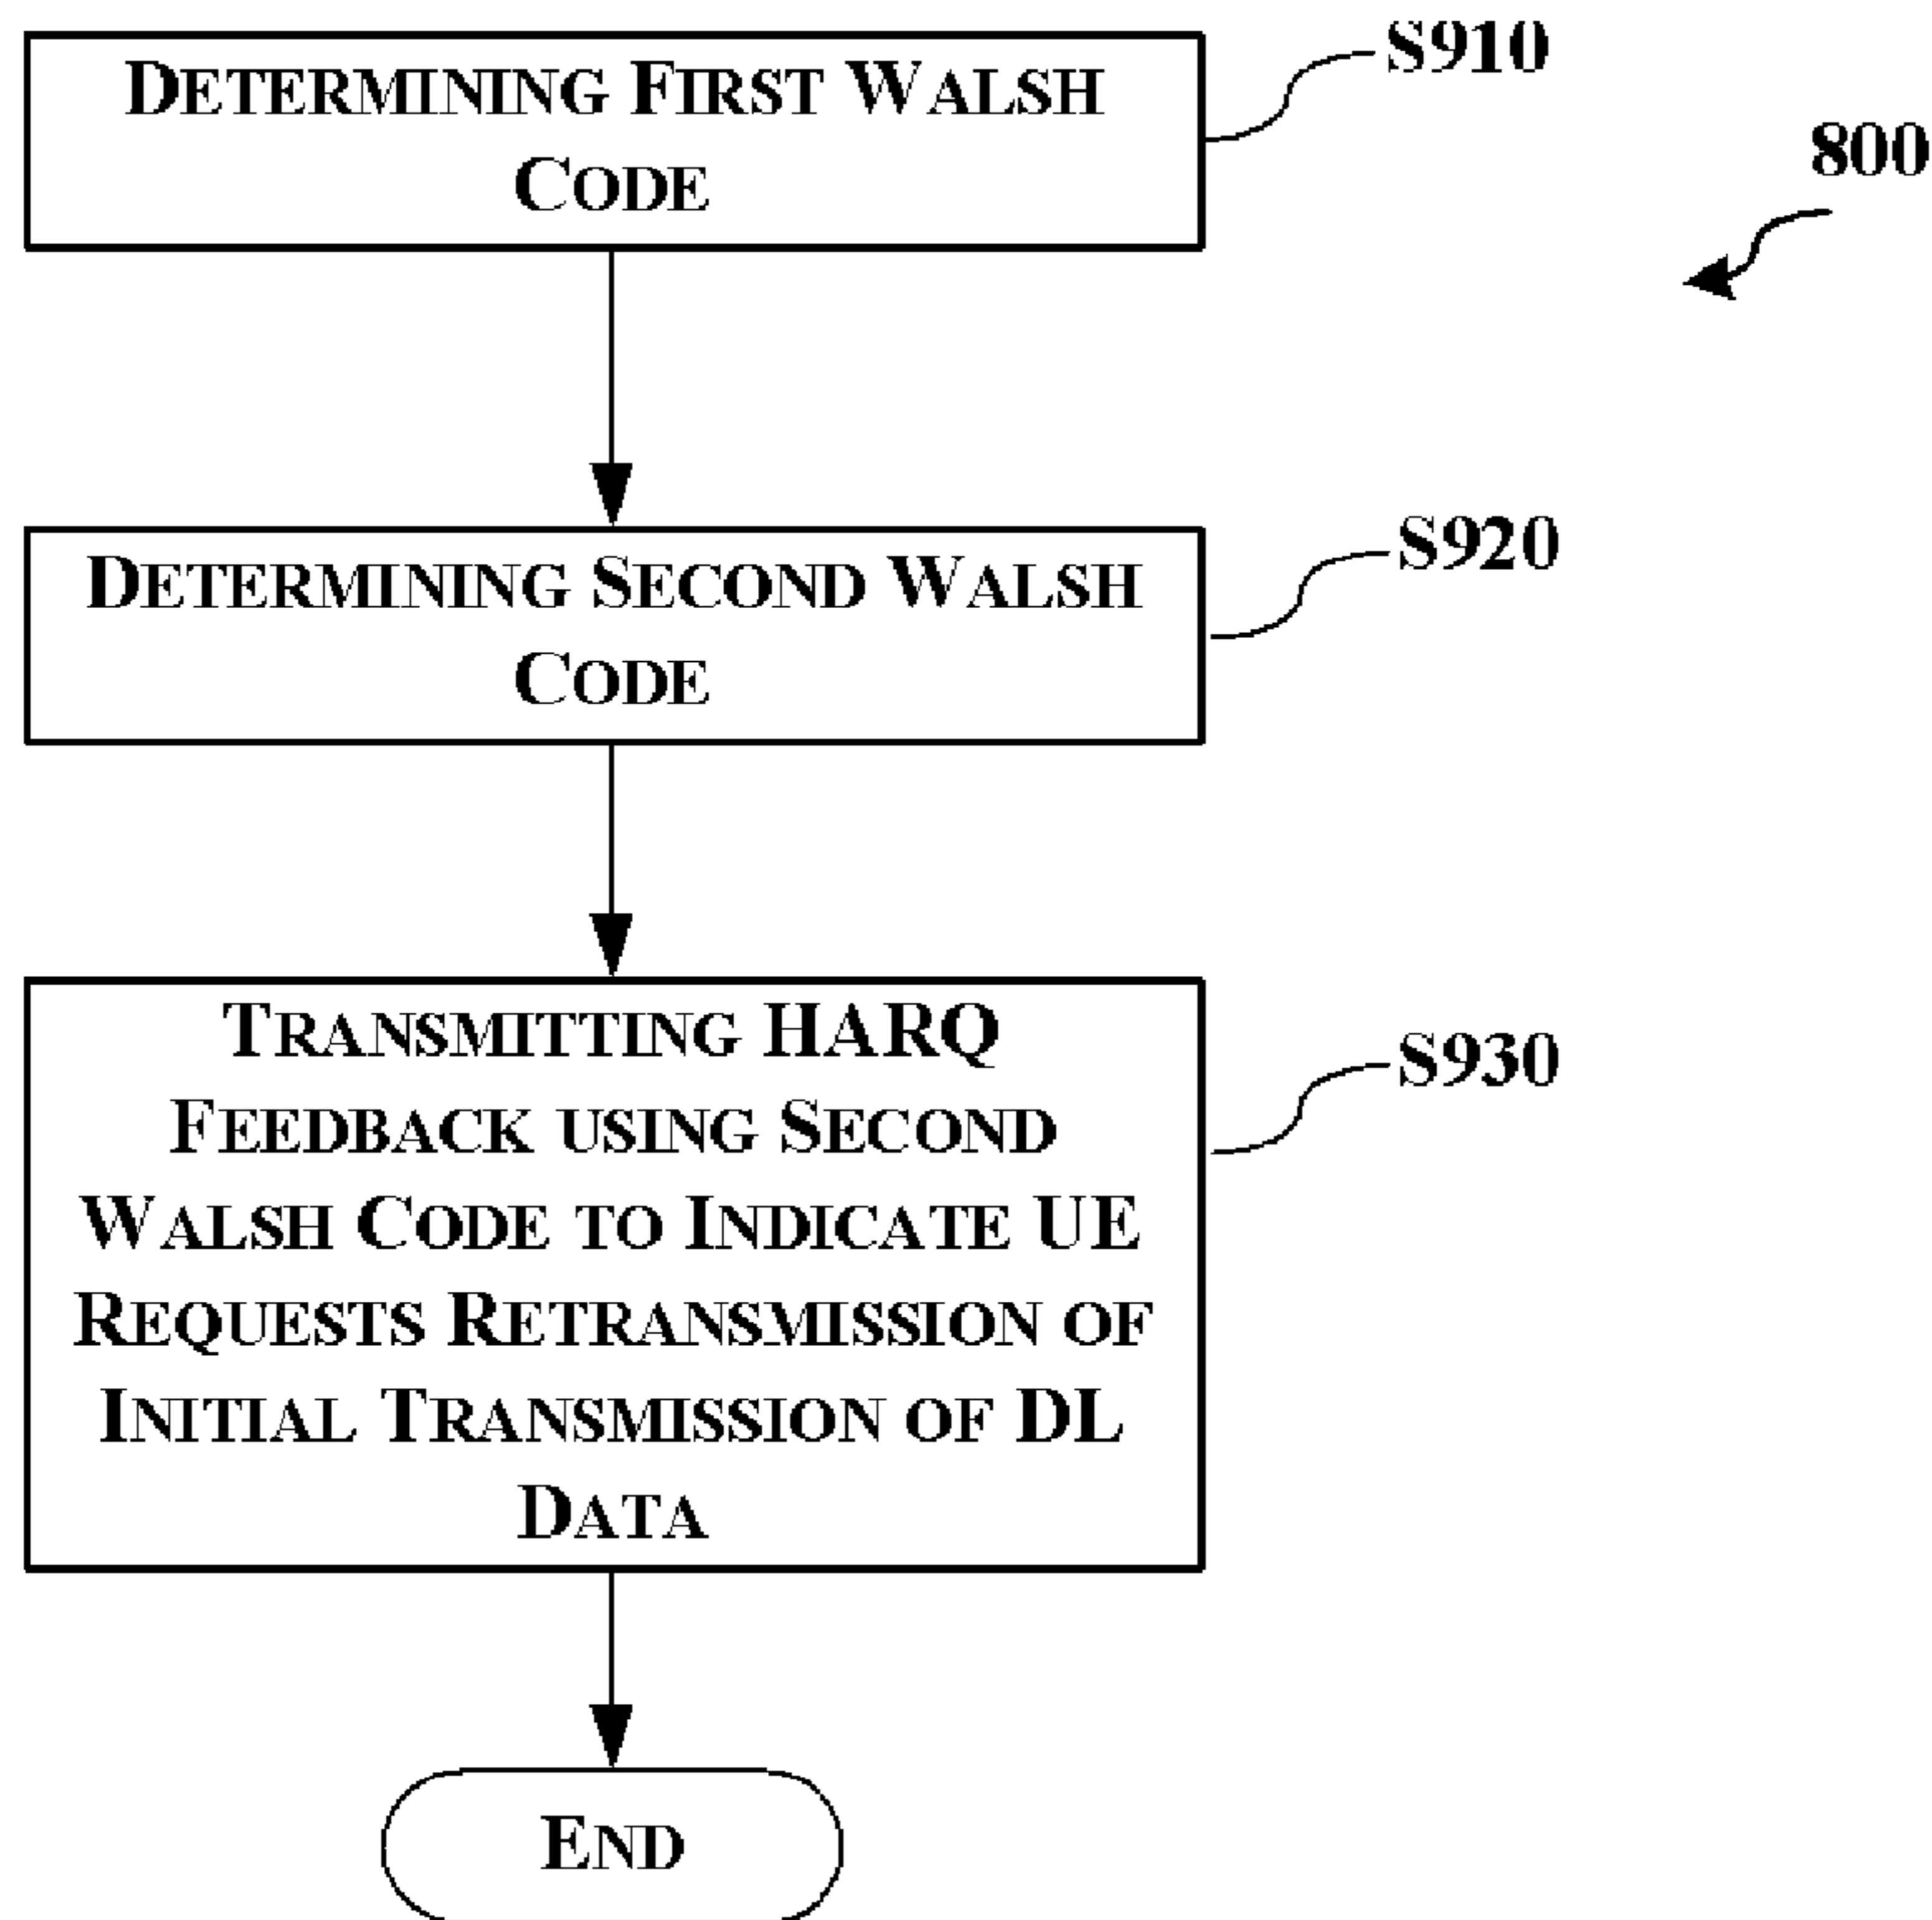 DETERMINING FIRST WALSH
CODE
S910
800
DETERMINING SECOND WALSH
CODE
S920
TRANSMITTING HARQ
FEEDBACK USING SECOND
WALSH CODE TO INDICATE UE
REQUESTS RETRANSMISSION OF
INITIAL TRANSMISSION OF DL
DATA
S930
END